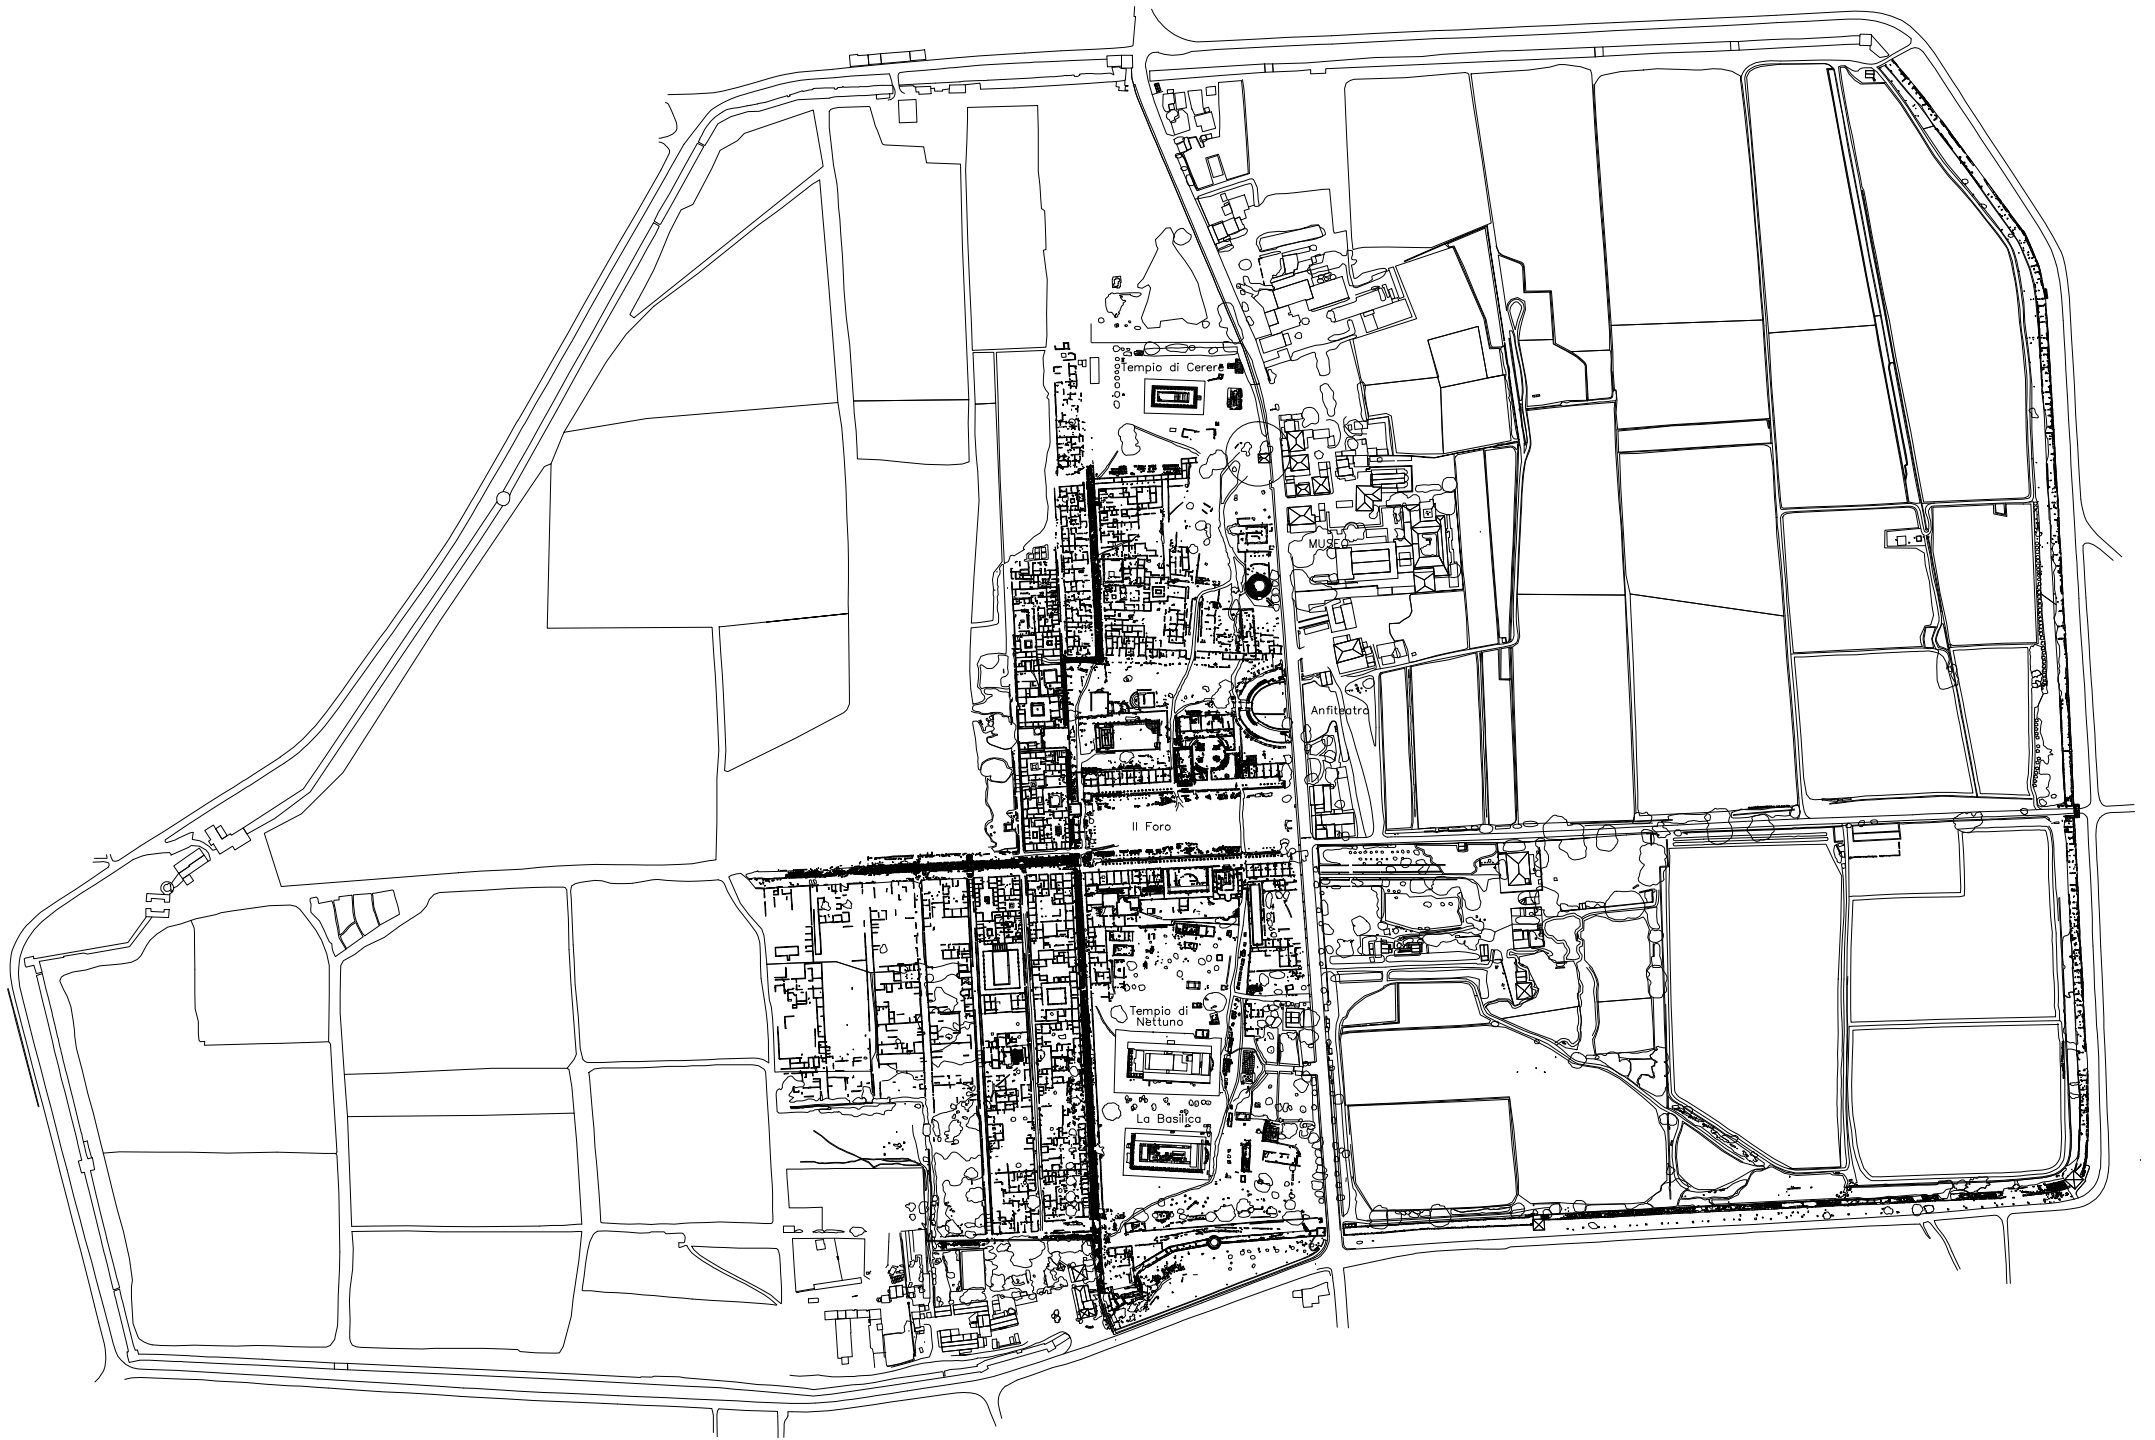 Tempio di Cerere
MUSEO
Anfiteatro
Il Foro
Tempio di
Nettuno
La Basilica